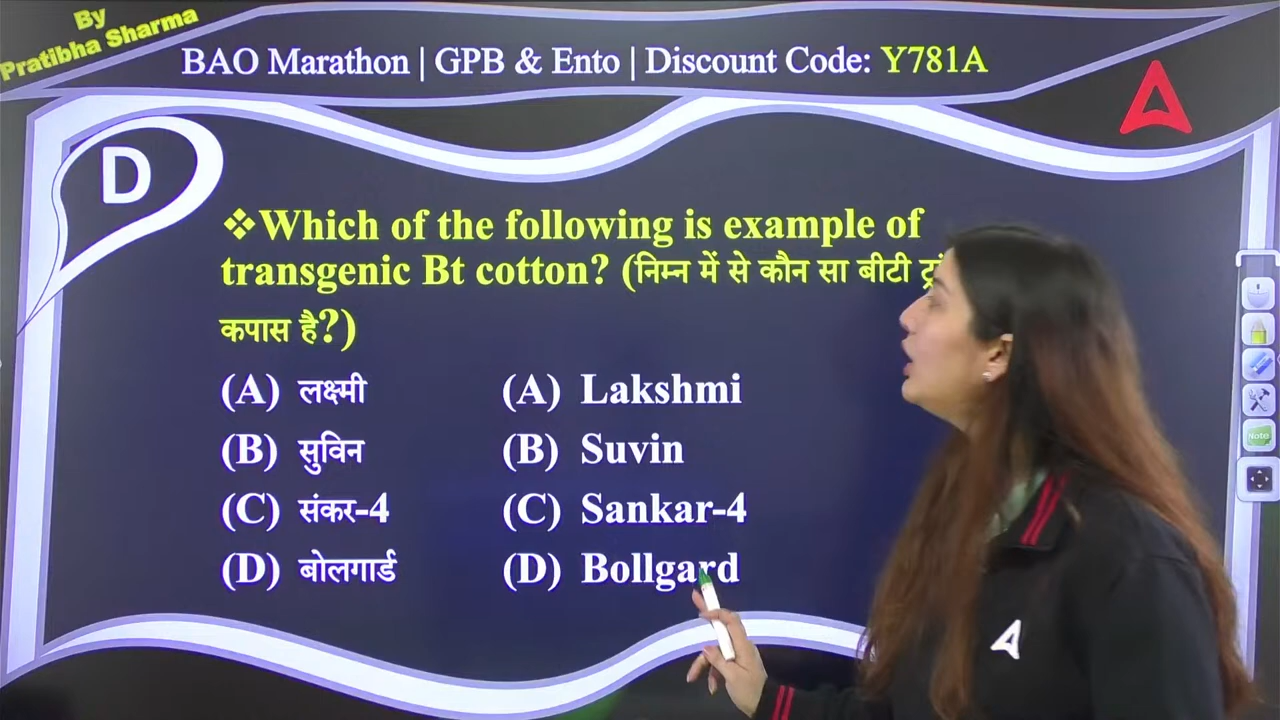 By
Pratibha Sharma
BAO Marathon | GPB & Ento | Discount Code: Y781A
D
❖Which of the following is example of
transgenic Bt cotton? (निम्न में से कौन सा बीटी
कपास है?)
(A) लक्ष्मी (A) Lakshmi
(B) सुविन (B) Suvin
(C) संकर-4 (C) Sankar-4
(D) बोलगार्ड (D) Bollgard
Note